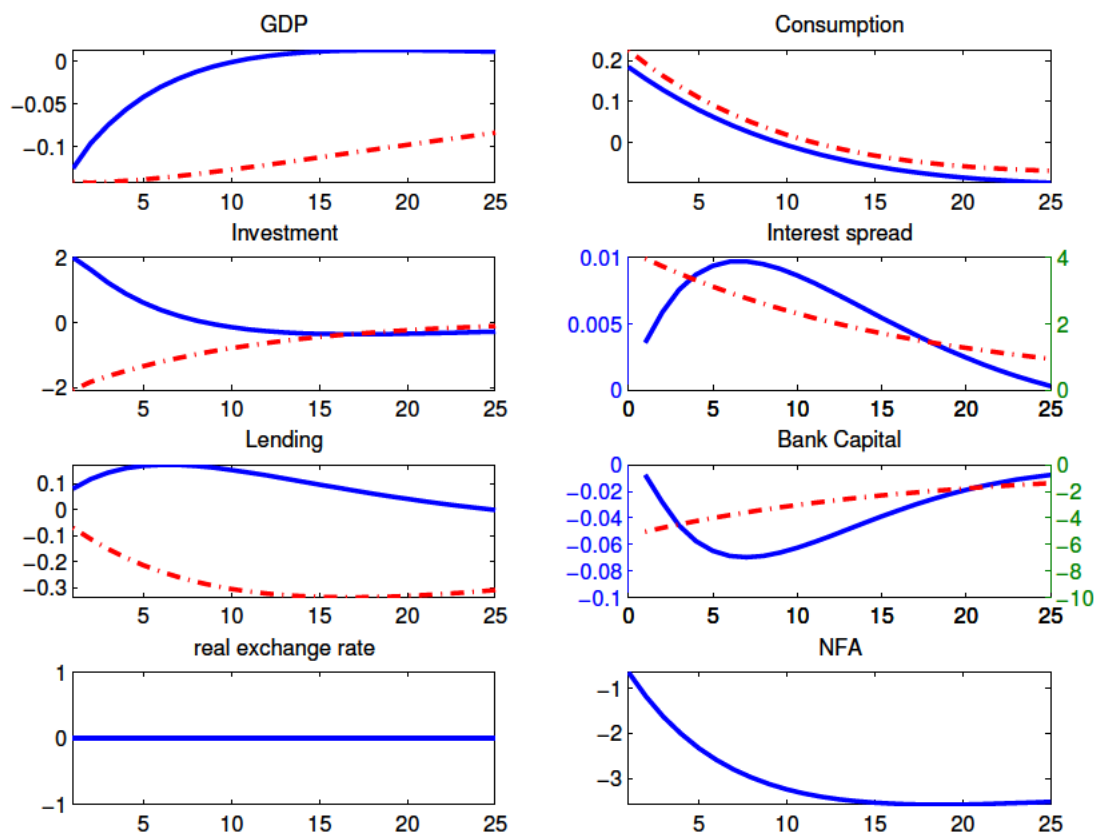 GDP
0
−0.05
−0.1
5 10 15 20 25
Consumption
0.2
0.1
0
5 10 15 20 25
Investment
2
0
−2
5 10 15 20 25
Interest spread
0.01 4
0.005 2
0 0
0 5 10 15 20 25
Lending
0.1
0
−0.1
−0.2
−0.3
5 10 15 20 25
Bank Capital
0 0
−0.02 −2
−0.04 −4
−0.06 −6
−0.08 −8
−0.1 −10
5 10 15 20 25
real exchange rate
1
0
−1
5 10 15 20 25
NFA
−1
−2
−3
5 10 15 20 25